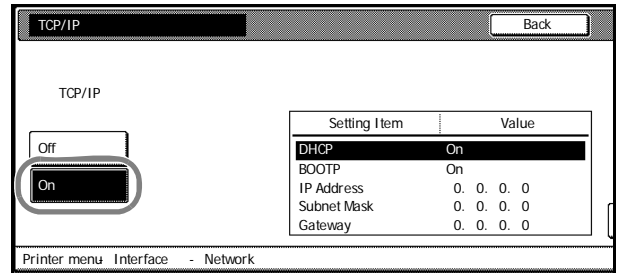 TCP/IP Back
TCP/IP
Setting Item Value
Off
DHCP On
BOOTP On
On
IP Address 0. 0. 0. 0
Subnet Mask 0. 0. 0. 0
Gateway 0. 0. 0. 0
Printer menu Interface - Network